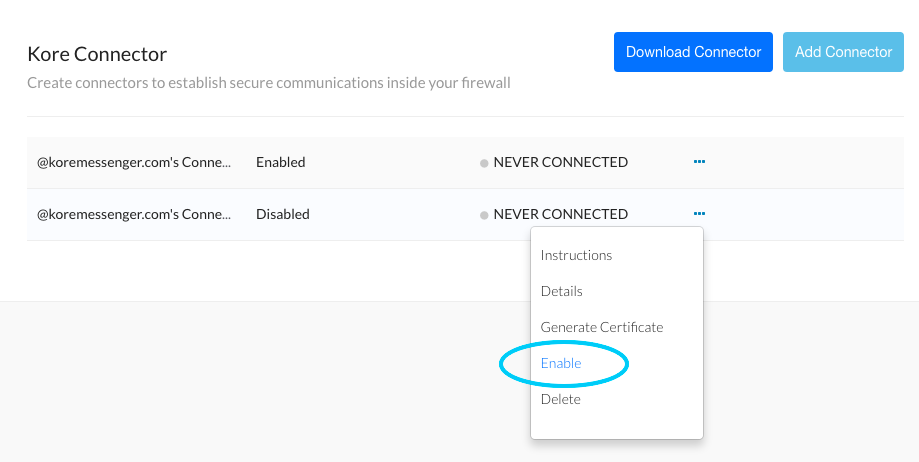 Kore Connector
Download Connector
Add Connector
Create connectors to establish secure communications inside your firewall
@koremessenger.com's Conne... Enabled NEVER CONNECTED ...
@koremessenger.com's Conne... Disabled NEVER CONNECTED ...
Instructions
Details
Generate Certificate
Enable
Delete